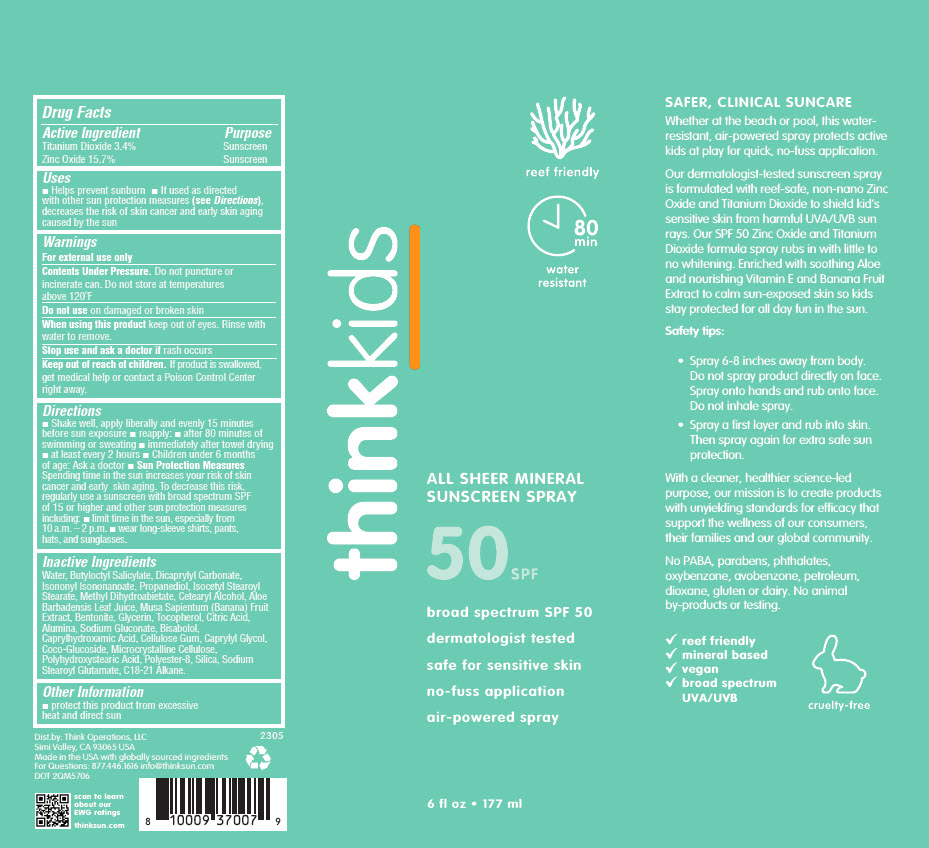 Drug Facts
Active Ingredient Purpose
Titanium Dioxide 3.4% Sunscreen
Zinc Oxide 15.7% Sunscreen
Uses
■ Helps prevent sunburn ■ If used as directed
with other sun protection measures (see Directions),
decreases the risk of skin cancer and early skin aging
caused by the sun
Warnings
For external use only
Contents Under Pressure. Do not puncture or
incinerate can. Do not store at temperatures
above 120°F
Do not use on damaged or broken skin
When using this product keep out of eyes. Rinse with
water to remove.
Stop use and ask a doctor if rash occurs
Keep out of reach of children. If product is swallowed,
get medical help or contact a Poison Control Center
right away.
Directions
■ Shake well, apply liberally and evenly 15 minutes
before sun exposure ■ reapply: ■ after 80 minutes of
swimming or sweating ■ immediately after towel drying
■ at least every 2 hours ■ Children under 6 months
of age: Ask a doctor ■ Sun Protection Measures
Spending time in the sun increases your risk of skin
cancer and early skin aging. To decrease this risk,
regularly use a sunscreen with broad spectrum SPF
of 15 or higher and other sun protection measures
including: ■ limit time in the sun, especially from
10 a.m. – 2 p.m. ■ wear long-sleeve shirts, pants,
hats, and sunglasses.
Inactive Ingredients
Water, Butyloctyl Salicylate, Dicaprylyl Carbonate,
Isononyl Isononanoate, Propanediol, Isocetyl Stearoyl
Stearate, Methyl Dihydroabietate, Cetearyl Alcohol, Aloe
Barbadensis Leaf Juice, Musa Sapientum (Banana) Fruit
Extract, Bentonite, Glycerin, Tocopherol, Citric Acid,
Alumina, Sodium Gluconate, Bisabolol,
Caprylhydroxamic Acid, Cellulose Gum, Caprylyl Glycol,
Coco-Glucoside, Microcrystalline Cellulose,
Polyhydroxystearic Acid, Polyester-8, Silica, Sodium
Stearoyl Glutamate, C18-21 Alkane.
Other Information
■ protect this product from excessive
heat and direct sun
Dist.by: Think Operations, LLC 2305
Simi Valley, CA 93065 USA
Made in the USA with globally sourced ingredients
For Questions: 877.446.1616 info@thinksun.com
DOT 2QM5706
scan to learn
about our
EWG ratings
thinksun.com
8 10009 37007 9
thinkkids
reef friendly
80
min
water
resistant
ALL SHEER MINERAL
SUNSCREEN SPRAY
50 SPF
broad spectrum SPF 50
dermatologist tested
safe for sensitive skin
no-fuss application
air-powered spray
6 fl oz • 177 ml
SAFER, CLINICAL SUNCARE
Whether at the beach or pool, this water-
resistant, air-powered spray protects active
kids at play for quick, no-fuss application.
Our dermatologist-tested sunscreen spray
is formulated with reef-safe, non-nano Zinc
Oxide and Titanium Dioxide to shield kid's
sensitive skin from harmful UVA/UVB sun
rays. Our SPF 50 Zinc Oxide and Titanium
Dioxide formula spray rubs in with little to
no whitening. Enriched with soothing Aloe
and nourishing Vitamin E and Banana Fruit
Extract to calm sun-exposed skin so kids
stay protected for all day fun in the sun.
Safety tips:
• Spray 6-8 inches away from body.
Do not spray product directly on face.
Spray onto hands and rub onto face.
Do not inhale spray.
• Spray a first layer and rub into skin.
Then spray again for extra safe sun
protection.
With a cleaner, healthier science-led
purpose, our mission is to create products
with unyielding standards for efficacy that
support the wellness of our consumers,
their families and our global community.
No PABA, parabens, phthalates,
oxybenzone, avobenzone, petroleum,
dioxane, gluten or dairy. No animal
by-products or testing.
✓ reef friendly
✓ mineral based
✓ vegan
✓ broad spectrum
UVA/UVB
cruelty-free